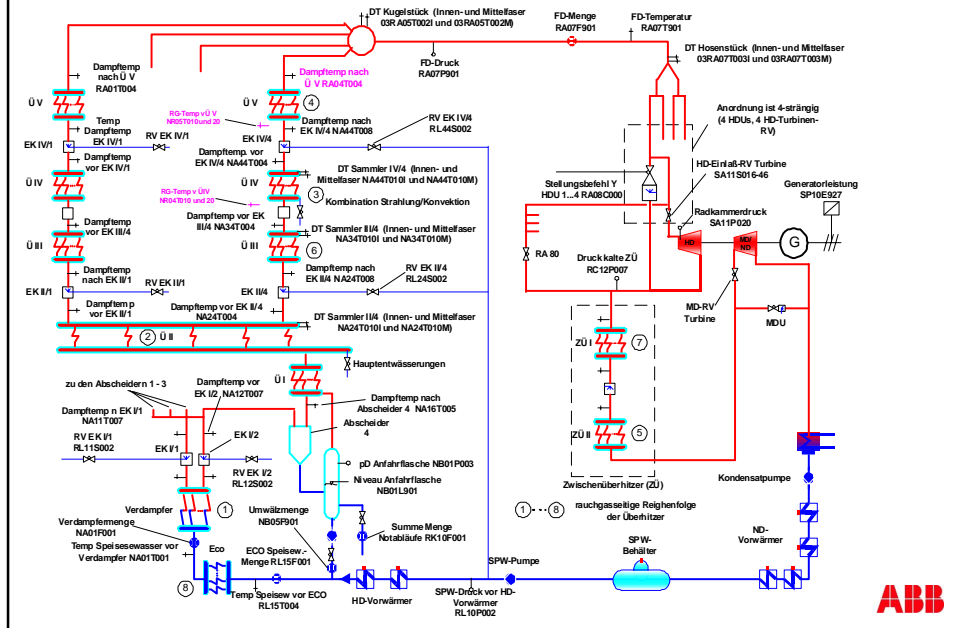 DT Kugelstück (Innen- und Mittelfaser
03RA05T002I und 03RA05T002M)
FD-Menge
RA07F901
FD-Temperatur
RA07T901
DT Hosenstück (Innen- und Mittelfaser
03RA07T003I und 03RA07T003M)
FD-Druck
RA07P901
Dampftemp
nach Ü V
RA01T004
Dampftemp nach
Ü V RA04T004
Ü V
Ü V
4
RG-Temp v Ü V
NR05T010 und 20
Dampftemp nach
EK IV/4 NA44T008
RV EK IV/4
RL44S002
Temp
Dampftemp
EK IV/1
RV EK IV/1
EK IV/1
EK IV/4
Anordnung ist 4-strängig
(4 HDUs, 4 HD-Turbinen-
RV)
Dampftemp
vor EK IV/1
Dampftemp. vor
EK IV/4 NA44T004
DT Sammler IV/4 (Innen- und
Mittelfaser NA44T010I und NA44T010M)
HD-Einlaß-RV Turbine
SA11S016-46
Ü IV
Ü IV
3
RG-Temp v Ü IV
NR04T010 und 20
Kombination Strahlung/Konvektion
Stellungsbefehl Y
HDU 1...4 RA08C000
Generatorleistung
SP10E927
Radkammerdruck
SA11P020
Dampftemp
vor EK III/4
Dampftemp vor EK
III/4 NA34T004
DT Sammler II/4 (Innen- und
Mittelfaser NA34T010I und NA34T010M)
Ü III
Ü III
6
HD
MD/
ND
G
RA 80
Druck kalte ZÜ
RC12P007
Dampftemp
nach EK II/1
Dampftemp nach
EK II/4 NA24T008
RV EK II/4
RL24S002
RV EK II/1
EK II/1
EK II/4
MD-RV
Turbine
MDU
Dampftemp
vor EK II/1
Dampftemp vor EK II/4
NA24T004
DT Sammler II/4 (Innen- und Mittelfaser
NA24T010I und NA24T010M)
2
Ü II
Hauptentwässerungen
ZÜ I
7
Ü I
zu den Abscheidern 1 - 3
Dampftemp vor
EK I/2, NA12T007
Dampftemp nach
Abscheider 4 NA16T005
Dampftemp n EK I/1
NA11T007
Abscheider
4
ZÜ II
5
RV EK I/1
RL11S002
EK I/1
EK I/2
RV EK I/2
RL12S002
pD Anfahrflasche NB01P003
Niveau Anfahrflasche
NB01L901
Zwischenüberhitzer (ZÜ)
Kondensatpumpe
Verdampfer
1
Umwälzmenge
NB05F901
Summe Menge
Notabläufe RK10F001
1
8
rauchgasseitige Reighenfolge
der Überhitzer
Verdampfermenge
NA01F001
Temp Speisesewasser vor
Verdampfer NA01T001
Eco
ECO Speisew.-
Menge RL15F001
SPW-Pumpe
SPW-
Behälter
ND-
Vorwärmer
8
Temp Speisew vor ECO
RL15T004
HD-Vorwärmer
SPW-Druck vor HD-
Vorwärmer
RL10P002
ABB